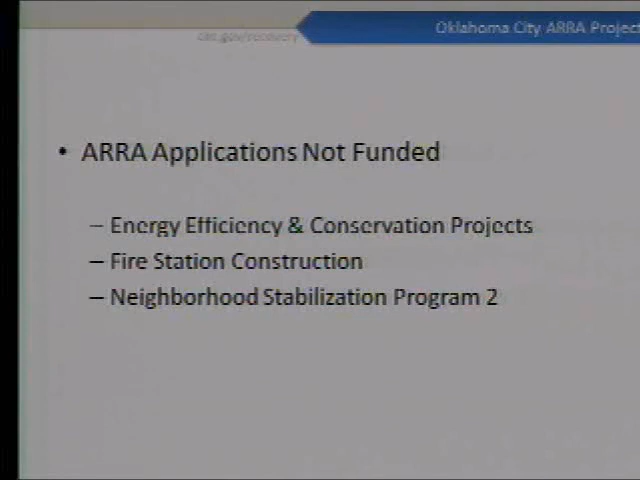 Oklahoma City ARRA Project
• ARRA Applications Not Funded
– Energy Efficiency & Conservation Projects
– Fire Station Construction
– Neighborhood Stabilization Program 2